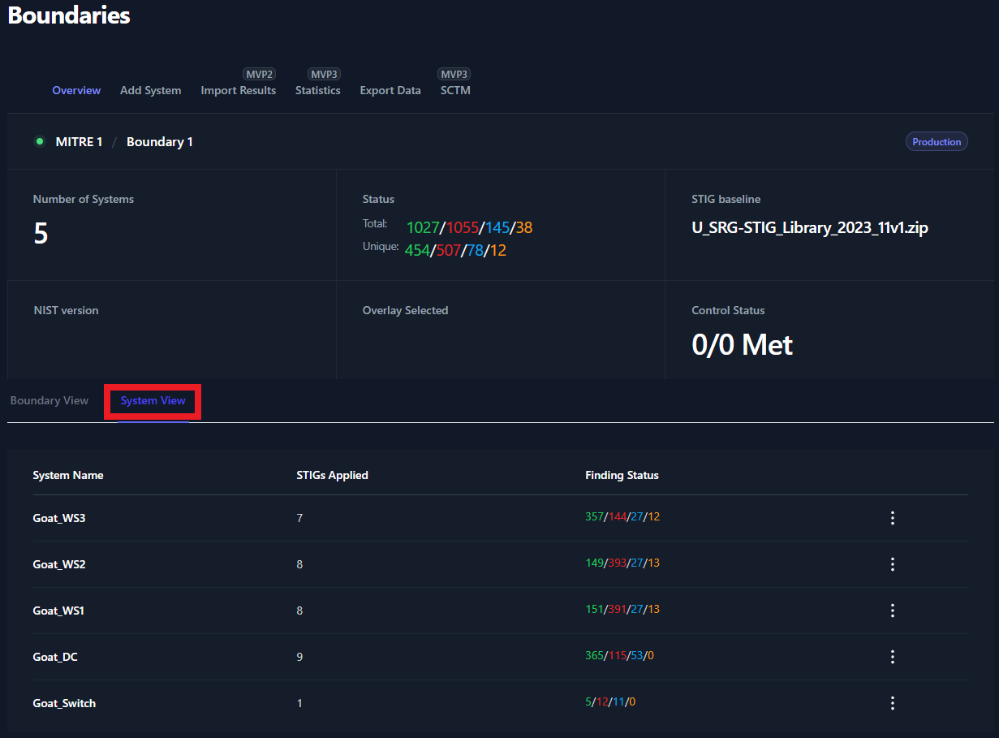 Boundaries
MVP2 MVP3 MVP3
Overview Add System Import Results Statistics Export Data SCTM
MITRE 1 / Boundary 1 Production
Number of Systems Status STIG baseline
5 Total: 1027/1055/145/38 U_SRG-STIG_Library_2023_11v1.zip
Unique: 454/507/78/12
NIST version Overlay Selected Control Status
0/0 Met
Boundary View System View
System Name STIGs Applied Finding Status
Goat_WS3 7 357/144/27/12
Goat_WS2 8 149/393/27/13
Goat_WS1 8 151/391/27/13
Goat_DC 9 365/115/53/0
Goat_Switch 1 5/12/11/0